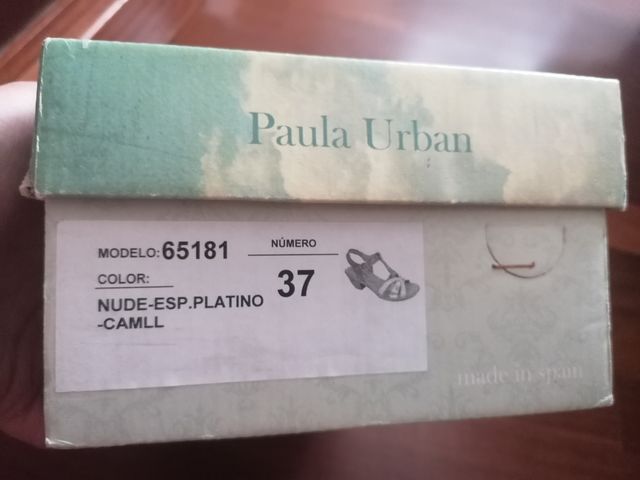 Paula Urban
MODELO: 65181
NÚMERO
COLOR:
37
NUDE-ESP.PLATINO
-CAMLL
made in spain